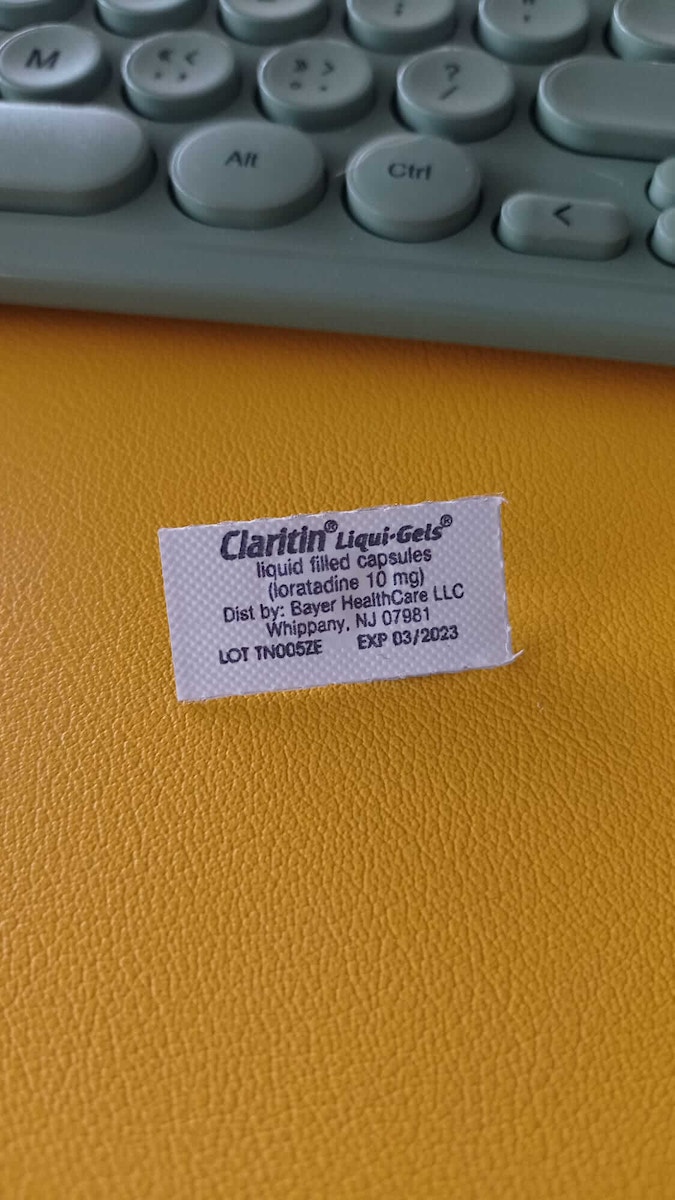 M
« <
» >
?
/
Alt
Ctrl
<
Claritin® Liqui-Gels®
liquid filled capsules
(loratadine 10 mg)
Dist by: Bayer HealthCare LLC
Whippany, NJ 07981
LOT TN005ZE EXP 03/2023